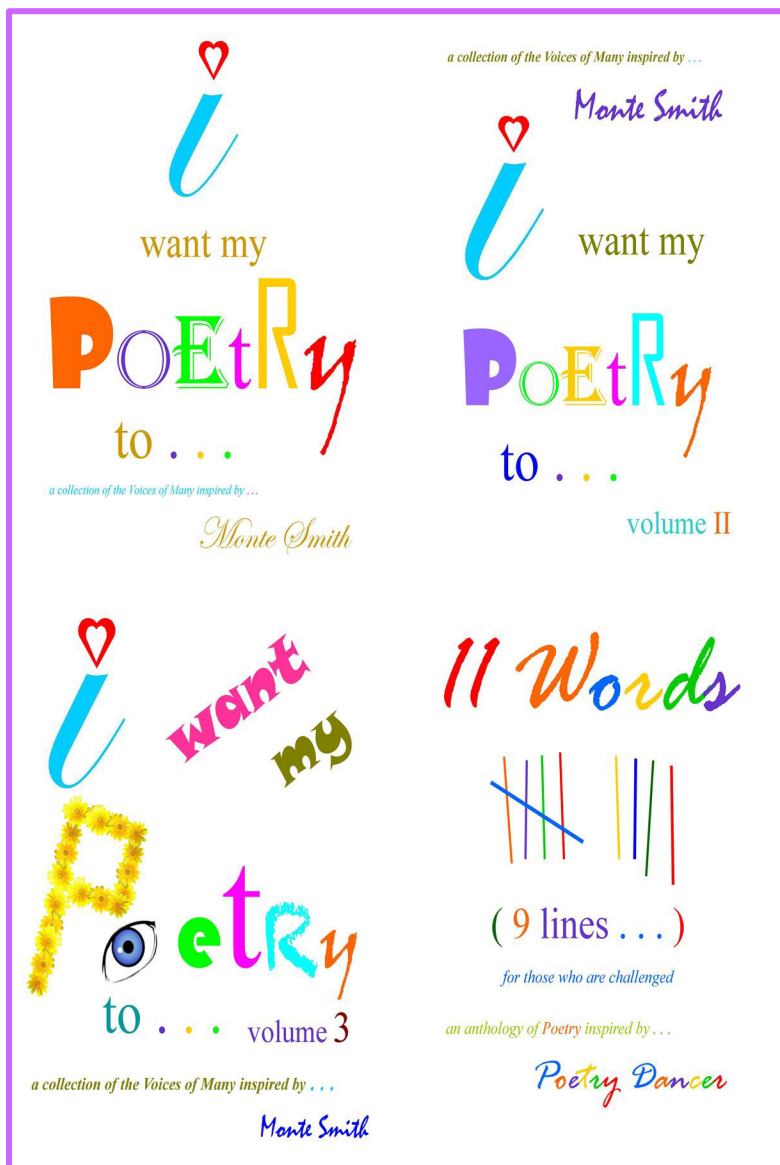 i
want my
POEtRy
to . . .
a collection of the Voices of Many inspired by . . .
Monte Smith
a collection of the Voices of Many inspired by . . .
Monte Smith
i
want my
POEtRy
to . . .
volume II
i
want
my
Poetry
to . . . volume 3
a collection of the Voices of Many inspired by . . .
Monte Smith
11 Words
( 9 lines . . . )
for those who are challenged
an anthology of Poetry inspired by . . .
Poetry Dancer